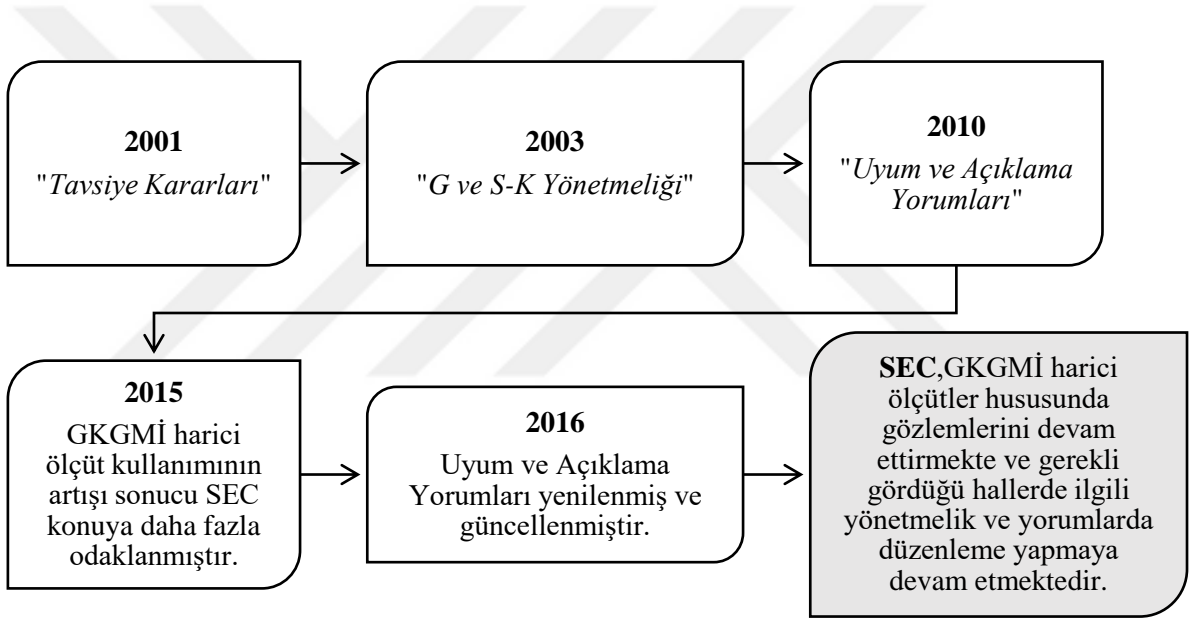 2001
"Tavsiye Kararları"
2003
"G ve S-K Yönetmeliği"
2010
"Uyum ve Açıklama
Yorumları"
2015
GKGMİ harici
ölçüt kullanımının
artışı sonucu SEC
konuya daha fazla
odaklanmıştır.
2016
Uyum ve Açıklama
Yorumları yenilenmiş ve
güncellenmiştir.
SEC,GKGMİ harici
ölçütler hususunda
gözlemlerini devam
ettirmekte ve gerekli
gördüğü hallerde ilgili
yönetmelik ve yorumlarda
düzenleme yapmaya
devam etmektedir.